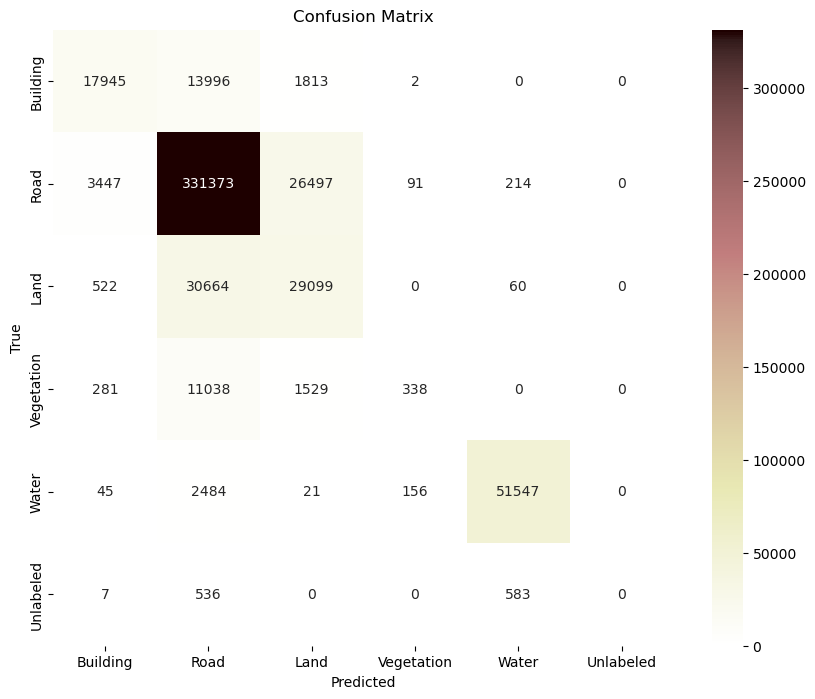 Confusion Matrix
True
Building 17945 13996 1813 2 0 0
Road 3447 331373 26497 91 214 0
Land 522 30664 29099 0 60 0
Vegetation 281 11038 1529 338 0 0
Water 45 2484 21 156 51547 0
Unlabeled 7 536 0 0 583 0
Building Road Land Vegetation Water Unlabeled
Predicted
300000
250000
200000
150000
100000
50000
0